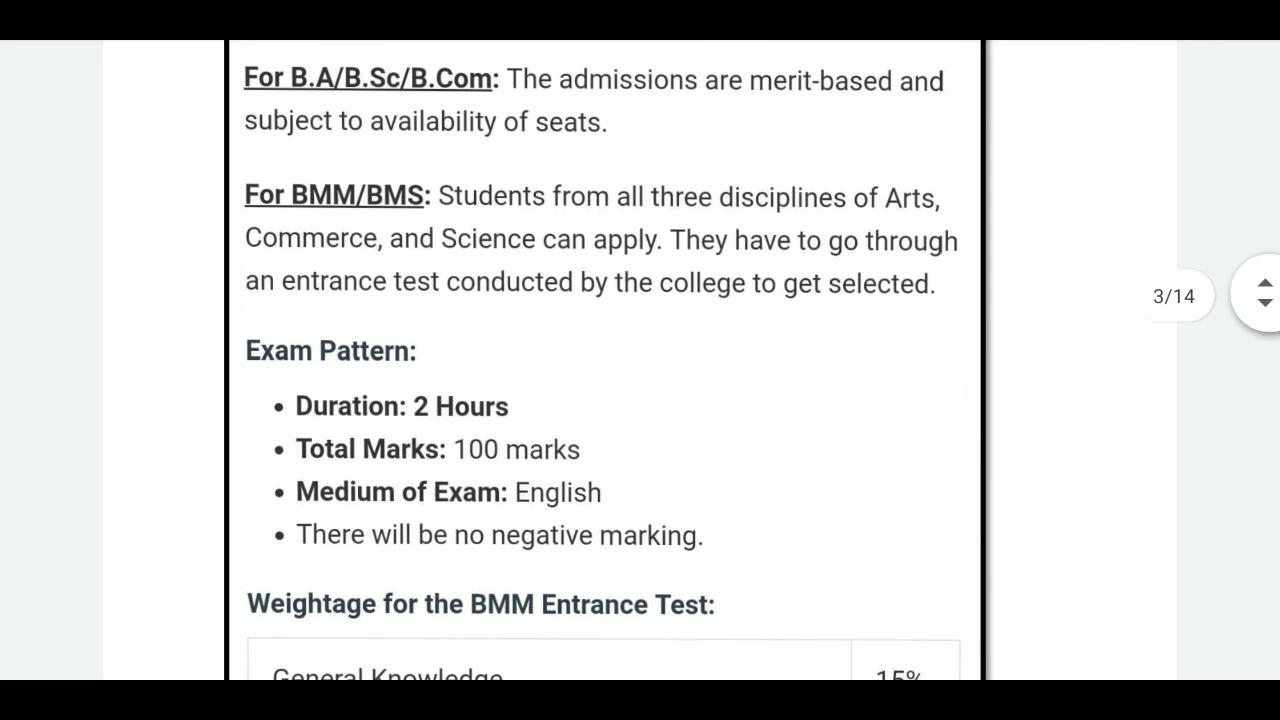 For B.A/B.Sc/B.Com: The admissions are merit-based and
subject to availability of seats.
For BMM/BMS: Students from all three disciplines of Arts,
Commerce, and Science can apply. They have to go through
an entrance test conducted by the college to get selected.
3/14
Exam Pattern:
• Duration: 2 Hours
• Total Marks: 100 marks
• Medium of Exam: English
• There will be no negative marking.
Weightage for the BMM Entrance Test:
General Knowledge 15%